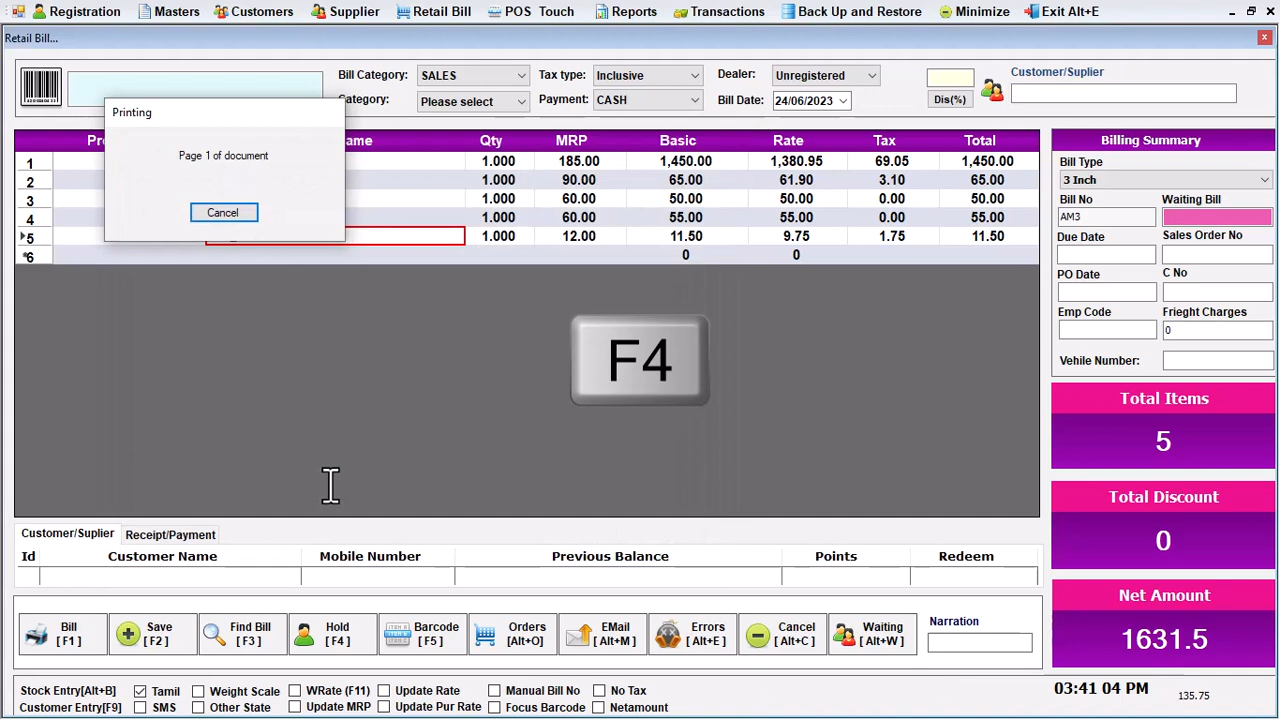 Registration Masters Customers Supplier Retail Bill POS Touch Reports Transactions Back Up and Restore Minimize Exit Alt+E
Retail Bill...
Bill Category: SALES Tax type: Inclusive Dealer: Unregistered Customer/Suplier
Category: Please select Payment: CASH Bill Date: 24/06/2023 Dis(%)
Printing
Page 1 of document
Cancel
Qty MRP Basic Rate Tax Total
1 1.000 185.00 1,450.00 1,380.95 69.05 1,450.00
2 1.000 90.00 65.00 61.90 3.10 65.00
3 1.000 60.00 50.00 50.00 0.00 50.00
4 1.000 60.00 55.00 55.00 0.00 55.00
5 1.000 12.00 11.50 9.75 1.75 11.50
*6 0 0
F4
Billing Summary
Bill Type
3 Inch
Bill No Waiting Bill
AM3
Due Date Sales Order No
PO Date C No
Emp Code Frieght Charges
0
Vehile Number:
Total Items
5
Total Discount
0
Net Amount
1631.5
Customer/Suplier Receipt/Payment
Id Customer Name Mobile Number Previous Balance Points Redeem
Bill Save Find Bill Hold Barcode Orders EMail Errors Cancel Waiting
[F1 ] [F2 ] [F3 ] [F4 ] [F5 ] [Alt+O] [Alt+M ] [Alt+E ] [Alt+C ] [Alt+W ]
Narration
Stock Entry[Alt+B] Tamil Weight Scale WRate (F11) Update Rate Manual Bill No No Tax
Customer Entry[F9] SMS Other State Update MRP Update Pur Rate Focus Barcode Netamount
03:41 04 PM 135.75